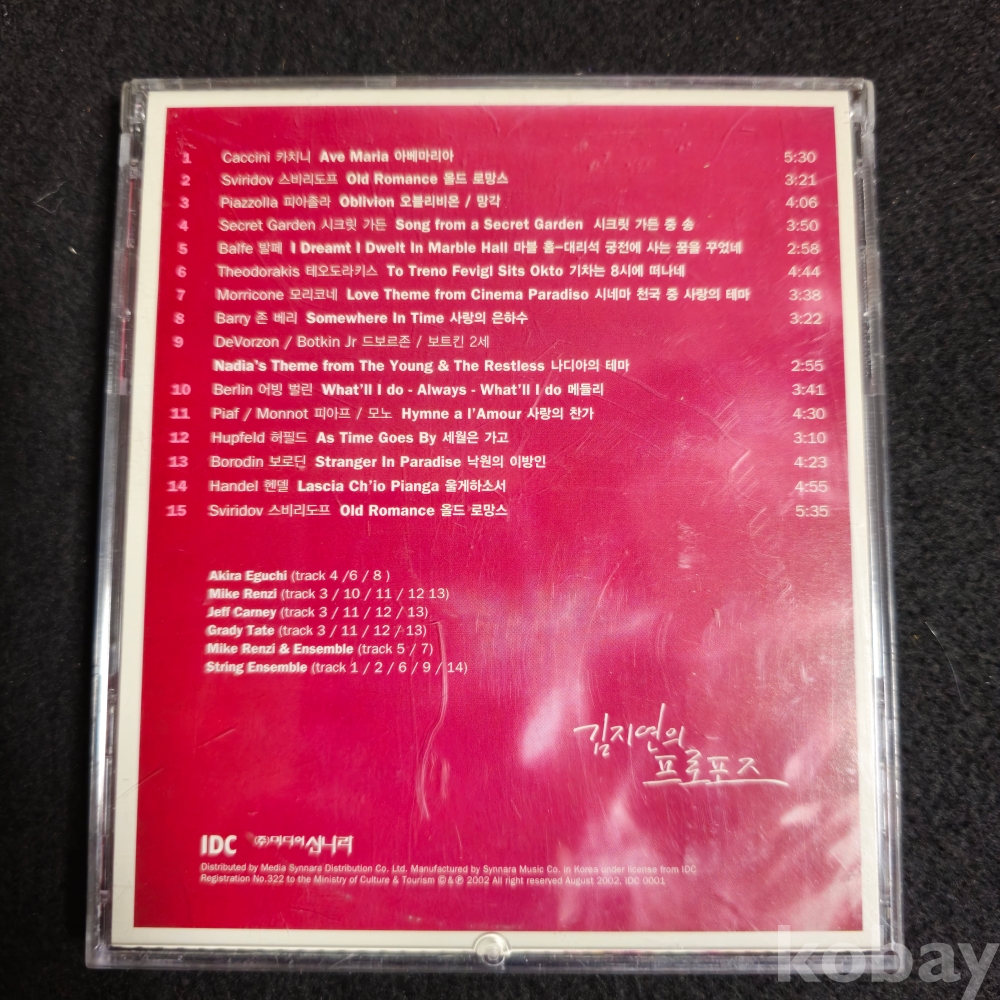 1 Caccini 카치니 Ave Maria 아베마리아 5:30
2 Sviridov 스비리도프 Old Romance 올드 로망스 3:21
3 Piazzolla 피아졸라 Oblivion 오블리비온 / 망각 4:06
4 Secret Garden 시크릿 가든 Song from a Secret Garden 시크릿 가든 중 송 3:50
5 Balfe 발페 I Dreamt I Dwelt In Marble Hall 마블 홀-대리석 궁전에 사는 꿈을 꾸었네 2:58
6 Theodorakis 테오도라키스 To Treno Fevigl Sits Okto 기차는 8시에 떠나네 4:44
7 Morricone 모리코네 Love Theme from Cinema Paradiso 시네마 천국 중 사랑의 테마 3:38
8 Barry 존 베리 Somewhere In Time 사랑의 은하수 3:22
9 DeVorzon / Botkin Jr 드보르존 / 보트킨 2세
Nadia's Theme from The Young & The Restless 나디아의 테마 2:55
10 Berlin 어빙 벌린 What'll I do - Always - What'll I do 메들리 3:41
11 Piaf / Monnot 피아프 / 모노 Hymne a l'Amour 사랑의 찬가 4:30
12 Hupfeld 허필드 As Time Goes By 세월은 가고 3:10
13 Borodin 보로딘 Stranger In Paradise 낙원의 이방인 4:23
14 Handel 헨델 Lascia Ch'io Pianga 울게하소서 4:55
15 Sviridov 스비리도프 Old Romance 올드 로망스 5:35
Akira Eguchi (track 4 /6 / 8 )
Mike Renzi (track 3 / 10 / 11 / 12 13)
Jeff Carney (track 3 / 11 / 12 / 13)
Grady Tate (track 3 / 11 / 12 / 13)
Mike Renzi & Ensemble (track 5 / 7)
String Ensemble (track 1 / 2 / 6 / 9 / 14)
김지연의
프로포즈
IDC (주)미디어 신나라
Distributed by Media Synnara Distribution Co, Ltd. Manufactured by Synnara Music Co. in Korea under license from IDC
Registration No.322 to the Ministry of Culture & Tourism ©& ℗ 2002 All right reserved August 2002, IDC 0001
kobay